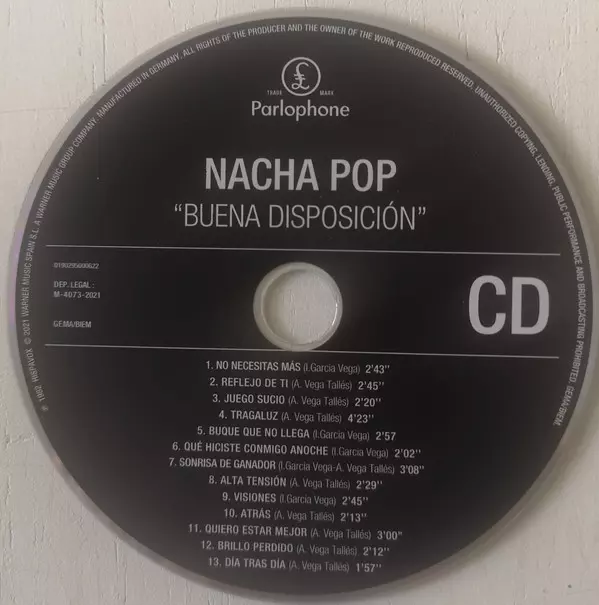 MANUFACTURED IN GERMANY. ALL RIGHTS OF THE PRODUCER AND THE OWNER OF THE WORK REPRODUCED RESERVED. UNAUTHORIZED COPYING, LENDING, PUBLIC PERFORMANCE AND BROADCASTING PROHIBITED. GEMA/BIEM.
℗ 1982 HISPAVOX © 2021 WARNER MUSIC SPAIN S.L. A WARNER MUSIC GROUP COMPANY.
£
TRADE MARK
Parlophone
NACHA POP
“BUENA DISPOSICIÓN”
DEP. LEGAL :
M-4073-2021
GEMA/BIEM
CD
1. NO NECESITAS MÁS (I.García Vega) 2'43''
2. REFLEJO DE TI (A. Vega Tallés) 2'45''
3. JUEGO SUCIO (A. Vega Tallés) 2'20''
4. TRAGALUZ (A. Vega Tallés) 4'23''
5. BUQUE QUE NO LLEGA (I.García Vega) 2'57
6. QUÉ HICISTE CONMIGO ANOCHE (I.García Vega) 2'02''
7. SONRISA DE GANADOR (I.García Vega-A. Vega Tallés) 3'08''
8. ALTA TENSIÓN (A. Vega Tallés) 2'29''
9. VISIONES (I.García Vega) 2'45''
10. ATRÁS (A. Vega Tallés) 2'13''
11. QUIERO ESTAR MEJOR (A. Vega Tallés) 3'00"
12. BRILLO PERDIDO (A. Vega Tallés) 2'12''
13. DÍA TRAS DÍA (A. Vega Tallés) 1'57''